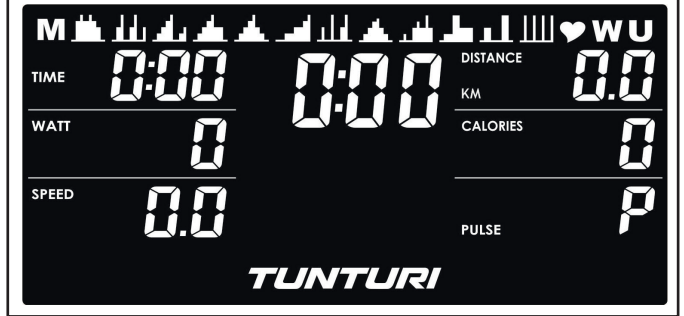 M W U
TIME 0:00 0:00 DISTANCE KM 0.0
WATT 0 CALORIES 0
SPEED 0.0 PULSE P
TUNTURI